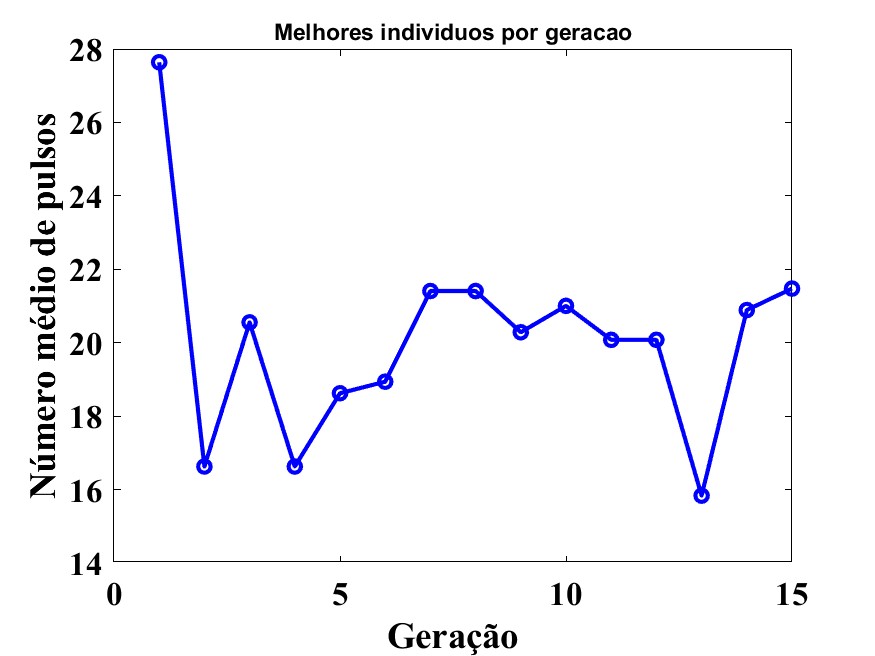 Melhores individuos por geracao
Número médio de pulsos
28
26
24
22
20
18
16
14
0 5 10 15
Geração